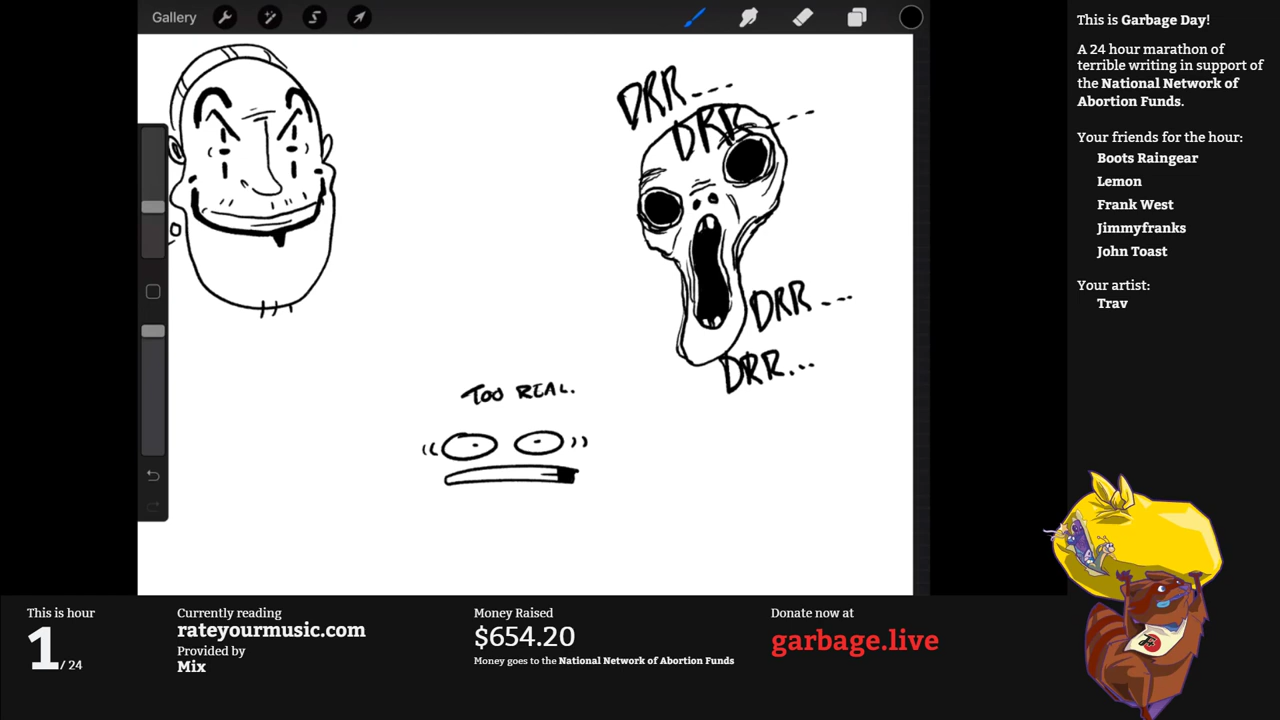 Gallery
DRR....
DRR....
DRR...
DRR...
TOO REAL.
This is Garbage Day!
A 24 hour marathon of
terrible writing in support of
the National Network of
Abortion Funds.
Your friends for the hour:
Boots Raingear
Lemon
Frank West
Jimmyfranks
John Toast
Your artist:
Trav
This is hour
1 / 24
Currently reading
rateyourmusic.com
Provided by
Mix
Money Raised
$654.20
Money goes to the National Network of Abortion Funds
Donate now at
garbage.live